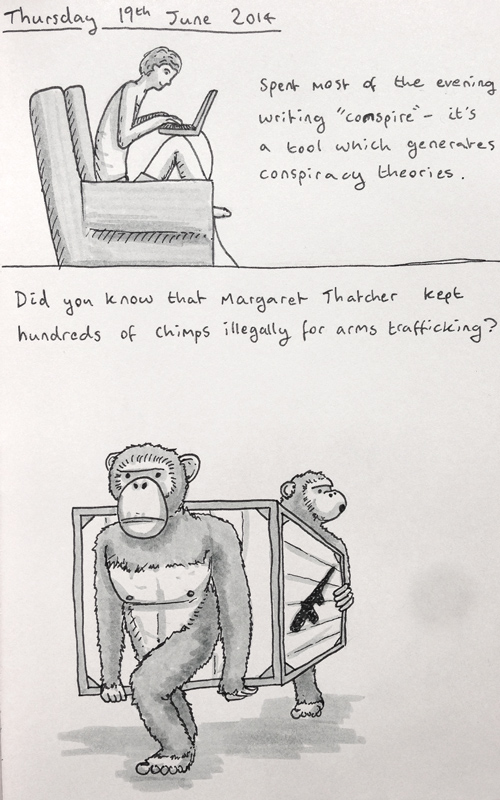 Thursday 19th June 2014
Spent most of the evening
writing "conspire" - it's
a tool which generates
conspiracy theories.
Did you know that Margaret Thatcher kept
hundreds of chimps illegally for arms trafficking?